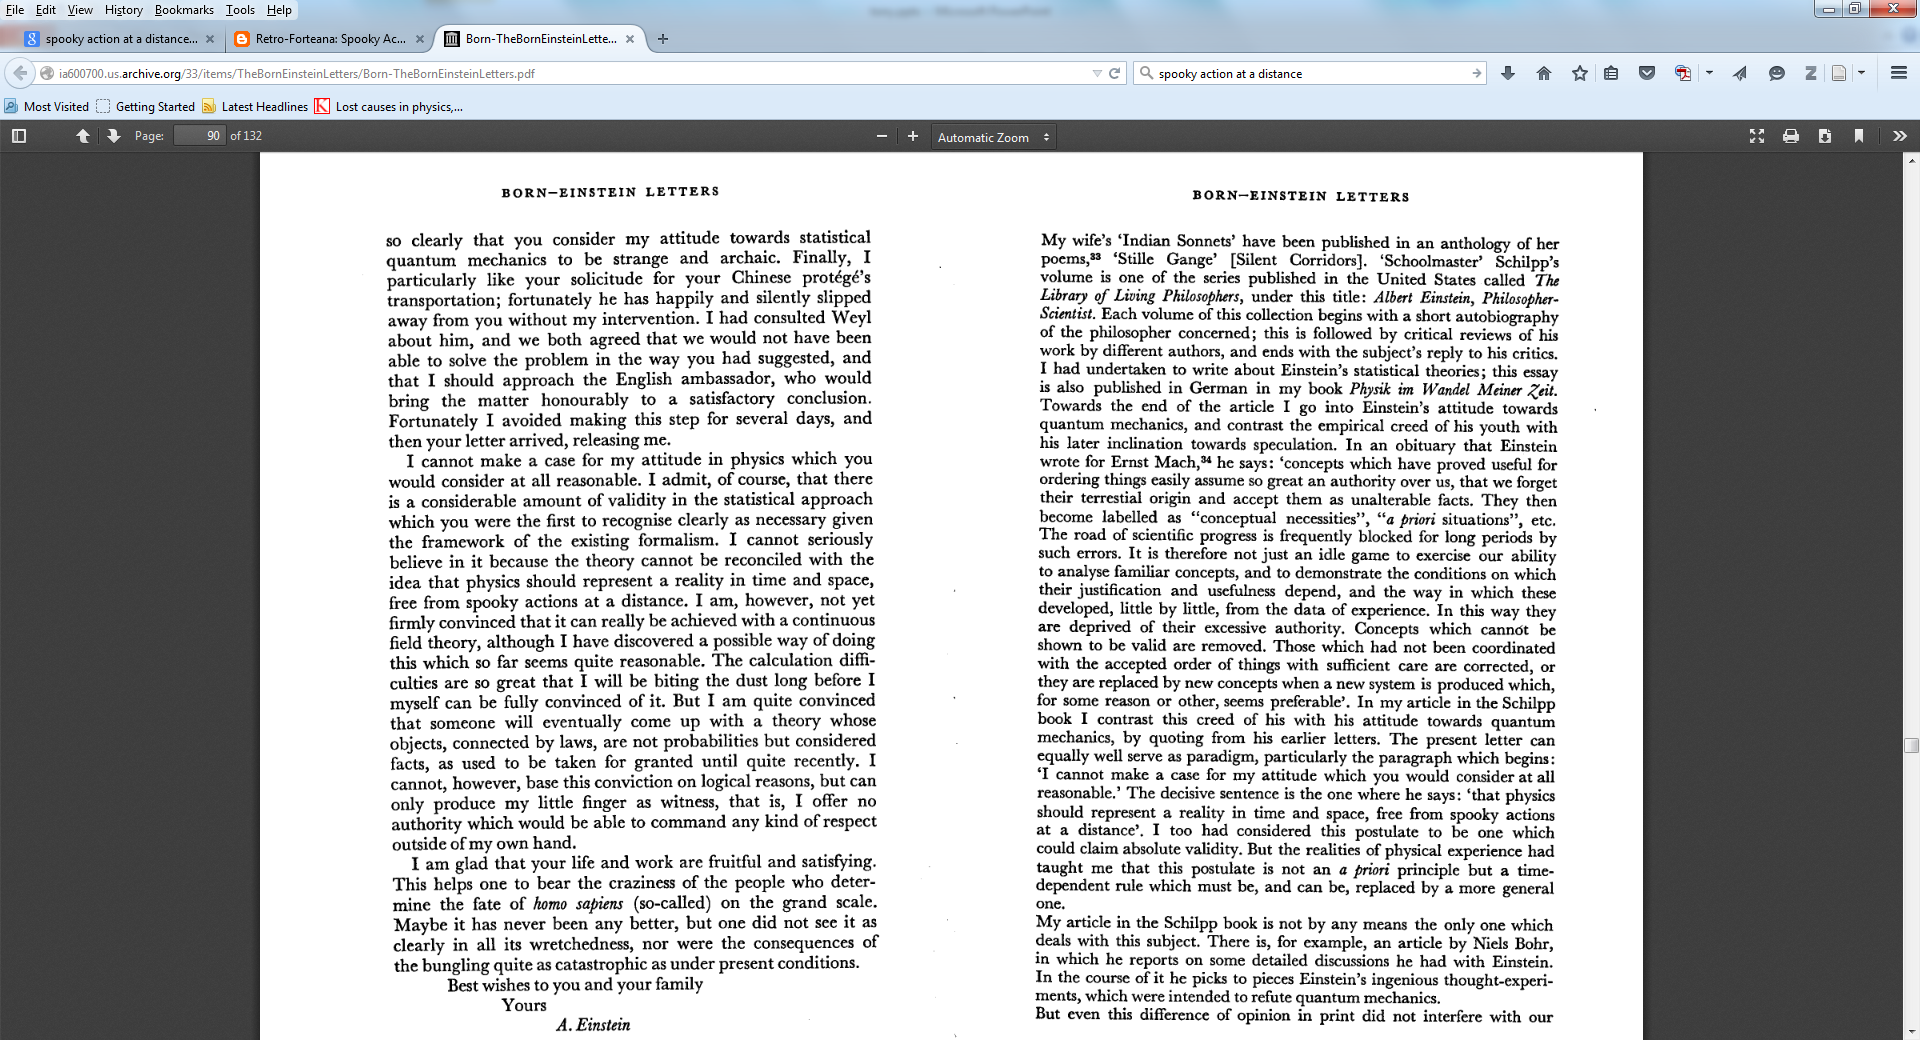 File Edit View History Bookmarks Tools Help
spooky action at a distance...
Retro-Forteana: Spooky Ac...
Born-TheBornEinsteinLette...
ia600700.us.archive.org/33/items/TheBornEinsteinLetters/Born-TheBornEinsteinLetters.pdf
spooky action at a distance
Most Visited Getting Started Latest Headlines Lost causes in physics,...
Page: 90 of 132
Automatic Zoom
BORN—EINSTEIN LETTERS
so clearly that you consider my attitude towards statistical
quantum mechanics to be strange and archaic. Finally, I
particularly like your solicitude for your Chinese protégé's
transportation; fortunately he has happily and silently slipped
away from you without my intervention. I had consulted Weyl
about him, and we both agreed that we would not have been
able to solve the problem in the way you had suggested, and
that I should approach the English ambassador, who would
bring the matter honourably to a satisfactory conclusion.
Fortunately I avoided making this step for several days, and
then your letter arrived, releasing me.
I cannot make a case for my attitude in physics which you
would consider at all reasonable. I admit, of course, that there
is a considerable amount of validity in the statistical approach
which you were the first to recognise clearly as necessary given
the framework of the existing formalism. I cannot seriously
believe in it because the theory cannot be reconciled with the
idea that physics should represent a reality in time and space,
free from spooky actions at a distance. I am, however, not yet
firmly convinced that it can really be achieved with a continuous
field theory, although I have discovered a possible way of doing
this which so far seems quite reasonable. The calculation diffi-
culties are so great that I will be biting the dust long before I
myself can be fully convinced of it. But I am quite convinced
that someone will eventually come up with a theory whose
objects, connected by laws, are not probabilities but considered
facts, as used to be taken for granted until quite recently. I
cannot, however, base this conviction on logical reasons, but can
only produce my little finger as witness, that is, I offer no
authority which would be able to command any kind of respect
outside of my own hand.
I am glad that your life and work are fruitful and satisfying.
This helps one to bear the craziness of the people who deter-
mine the fate of homo sapiens (so-called) on the grand scale.
Maybe it has never been any better, but one did not see it as
clearly in all its wretchedness, nor were the consequences of
the bungling quite as catastrophic as under present conditions.
Best wishes to you and your family
Yours
A. Einstein
BORN—EINSTEIN LETTERS
My wife's 'Indian Sonnets' have been published in an anthology of her
poems,³³ 'Stille Gange' [Silent Corridors]. 'Schoolmaster' Schilpp's
volume is one of the series published in the United States called The
Library of Living Philosophers, under this title: Albert Einstein, Philosopher-
Scientist. Each volume of this collection begins with a short autobiography
of the philosopher concerned; this is followed by critical reviews of his
work by different authors, and ends with the subject's reply to his critics.
I had undertaken to write about Einstein's statistical theories; this essay
is also published in German in my book Physik im Wandel Meiner Zeit.
Towards the end of the article I go into Einstein's attitude towards
quantum mechanics, and contrast the empirical creed of his youth with
his later inclination towards speculation. In an obituary that Einstein
wrote for Ernst Mach,³⁴ he says: 'concepts which have proved useful for
ordering things easily assume so great an authority over us, that we forget
their terrestial origin and accept them as unalterable facts. They then
become labelled as "conceptual necessities", "a priori situations", etc.
The road of scientific progress is frequently blocked for long periods by
such errors. It is therefore not just an idle game to exercise our ability
to analyse familiar concepts, and to demonstrate the conditions on which
their justification and usefulness depend, and the way in which these
developed, little by little, from the data of experience. In this way they
are deprived of their excessive authority. Concepts which cannot be
shown to be valid are removed. Those which had not been coordinated
with the accepted order of things with sufficient care are corrected, or
they are replaced by new concepts when a new system is produced which,
for some reason or other, seems preferable'. In my article in the Schilpp
book I contrast this creed of his with his attitude towards quantum
mechanics, by quoting from his earlier letters. The present letter can
equally well serve as paradigm, particularly the paragraph which begins:
'I cannot make a case for my attitude which you would consider at all
reasonable.' The decisive sentence is the one where he says: 'that physics
should represent a reality in time and space, free from spooky actions
at a distance'. I too had considered this postulate to be one which
could claim absolute validity. But the realities of physical experience had
taught me that this postulate is not an a priori principle but a time-
dependent rule which must be, and can be, replaced by a more general
one.
My article in the Schilpp book is not by any means the only one which
deals with this subject. There is, for example, an article by Niels Bohr,
in which he reports on some detailed discussions he had with Einstein.
In the course of it he picks to pieces Einstein's ingenious thought-experi-
ments, which were intended to refute quantum mechanics.
But even this difference of opinion in print did not interfere with our